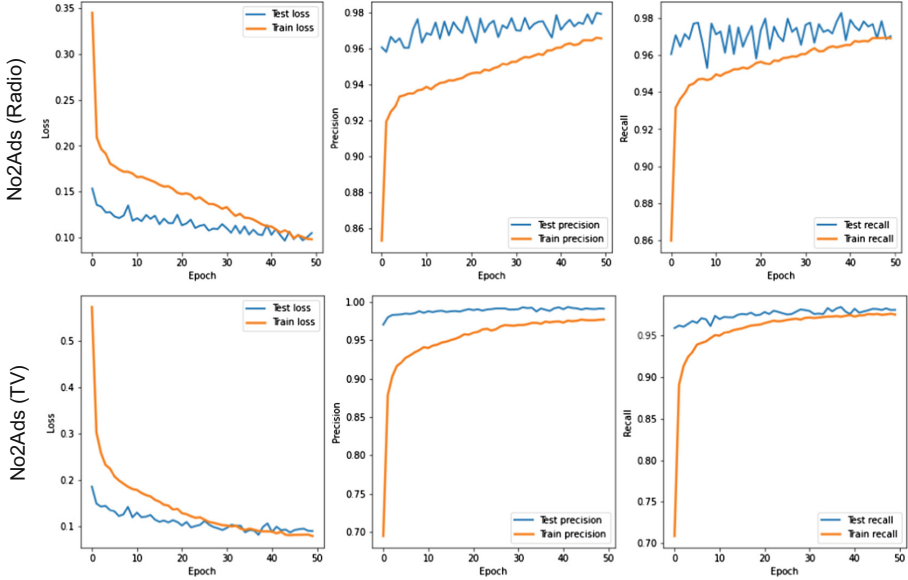 No2Ads (Radio)
Loss
0.35
0.30
0.25
0.20
0.15
0.10
0 10 20 30 40 50
Epoch
Test loss
Train loss
Precision
0.98
0.96
0.94
0.92
0.90
0.88
0.86
0 10 20 30 40 50
Epoch
Test precision
Train precision
Recall
0.98
0.96
0.94
0.92
0.90
0.88
0.86
0 10 20 30 40 50
Epoch
Test recall
Train recall
No2Ads (TV)
Loss
0.5
0.4
0.3
0.2
0.1
0 10 20 30 40 50
Epoch
Test loss
Train loss
Precision
1.00
0.95
0.90
0.85
0.80
0.75
0.70
0 10 20 30 40 50
Epoch
Test precision
Train precision
Recall
0.95
0.90
0.85
0.80
0.75
0.70
0 10 20 30 40 50
Epoch
Test recall
Train recall